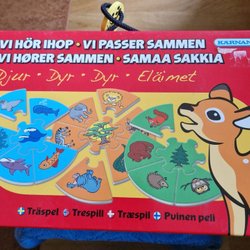 VI HÖR IHOP • VI PASSER SAMMEN
KÄRNAN
VI HØRER SAMMEN • SAMAA SAKKIA
Djur • Dyr • Dyr • Eläimet
Träspel Trespill Træspil Puinen peli